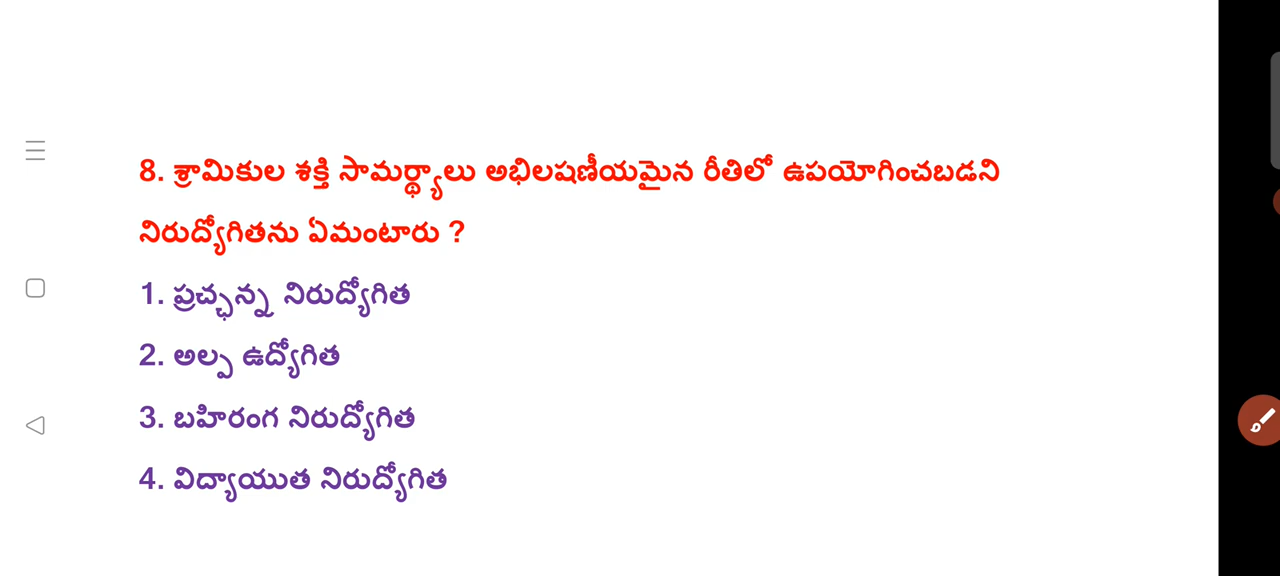 8. శ్రామికుల శక్తి సామర్థ్యాలు అభిలషణీయమైన రీతిలో ఉపయోగించబడని
నిరుద్యోగితను ఏమంటారు ?
1. ప్రచ్ఛన్న నిరుద్యోగిత
2. అల్ప ఉద్యోగిత
3. బహిరంగ నిరుద్యోగిత
4. విద్యాయుత నిరుద్యోగిత